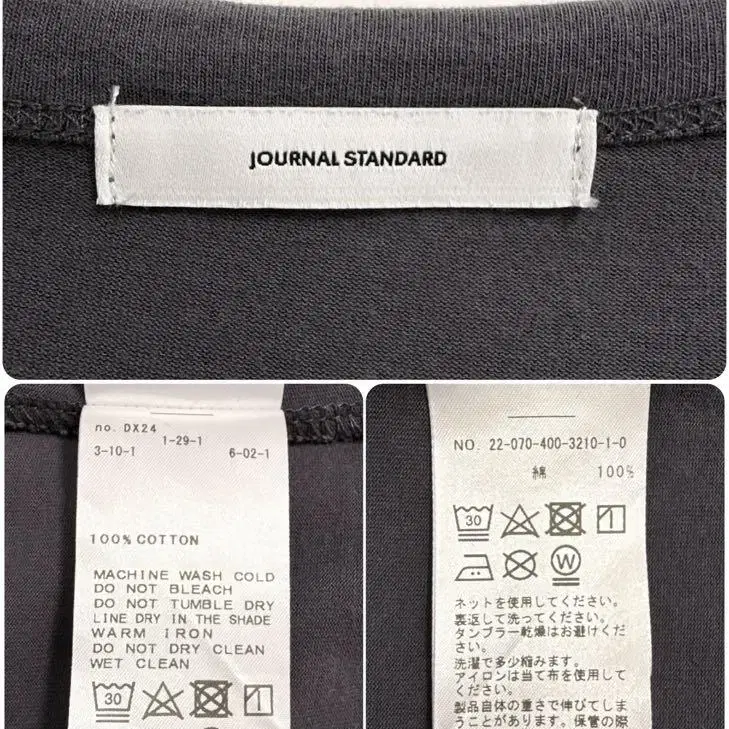 JOURNAL STANDARD
no. DX24
1-29-1
3-10-1 6-02-1
100% COTTON
MACHINE WASH COLD
DO NOT BLEACH
DO NOT TUMBLE DRY
LINE DRY IN THE SHADE
WARM IRON
DO NOT DRY CLEAN
WET CLEAN
30
NO. 22-070-400-3210-1-0
綿 100%
30
W
ネットを使用してください。
裏返して洗ってください。
タンブラー乾燥はお避けくだ
さい。
洗濯で多少縮みます。
アイロンは当て布を使用して
ください。
製品自体の重さで伸びてしま
うことがあります。保管の際